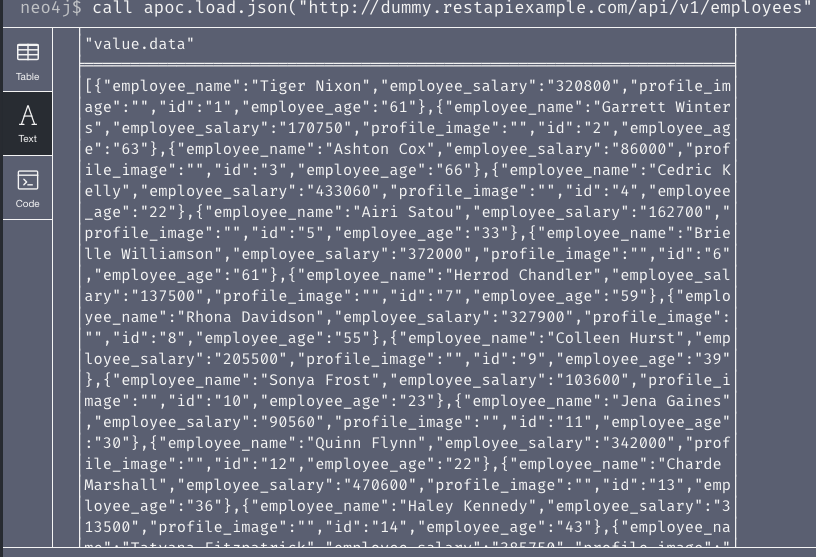 neo4j$ call apoc.load.json("http://dummy.restapiexample.com/api/v1/employees"
"value.data"
Table
[{"employee_name":"Tiger Nixon","employee_salary":"320800","profile_im
age":"","id":"1","employee_age":"61"},{"employee_name":"Garrett Winter
Text
s","employee_salary":"170750","profile_image":"","id":"2","employee_ag
e":"63"},{"employee_name":"Ashton Cox","employee_salary":"86000","prof
ile_image":"","id":"3","employee_age":"66"},{"employee_name":"Cedric K
elly","employee_salary":"433060","profile_image":"","id":"4","employee
Code
_age":"22"},{"employee_name":"Airi Satou","employee_salary":"162700","
profile_image":"","id":"5","employee_age":"33"},{"employee_name":"Brie
lle Williamson","employee_salary":"372000","profile_image":"","id":"6"
,"employee_age":"61"},{"employee_name":"Herrod Chandler","employee_sal
ary":"137500","profile_image":"","id":"7","employee_age":"59"},{"emplo
yee_name":"Rhona Davidson","employee_salary":"327900","profile_image":
"","id":"8","employee_age":"55"},{"employee_name":"Colleen Hurst","emp
loyee_salary":"205500","profile_image":"","id":"9","employee_age":"39"
},{"employee_name":"Sonya Frost","employee_salary":"103600","profile_i
mage":"","id":"10","employee_age":"23"},{"employee_name":"Jena Gaines"
,"employee_salary":"90560","profile_image":"","id":"11","employee_age"
:"30"},{"employee_name":"Quinn Flynn","employee_salary":"342000","prof
ile_image":"","id":"12","employee_age":"22"},{"employee_name":"Charde
Marshall","employee_salary":"470600","profile_image":"","id":"13","emp
loyee_age":"36"},{"employee_name":"Haley Kennedy","employee_salary":"3
13500","profile_image":"","id":"14","employee_age":"43"},{"employee_na
me":"Tatyana Fitzpatrick","employee_salary":"385750","profile_image":"